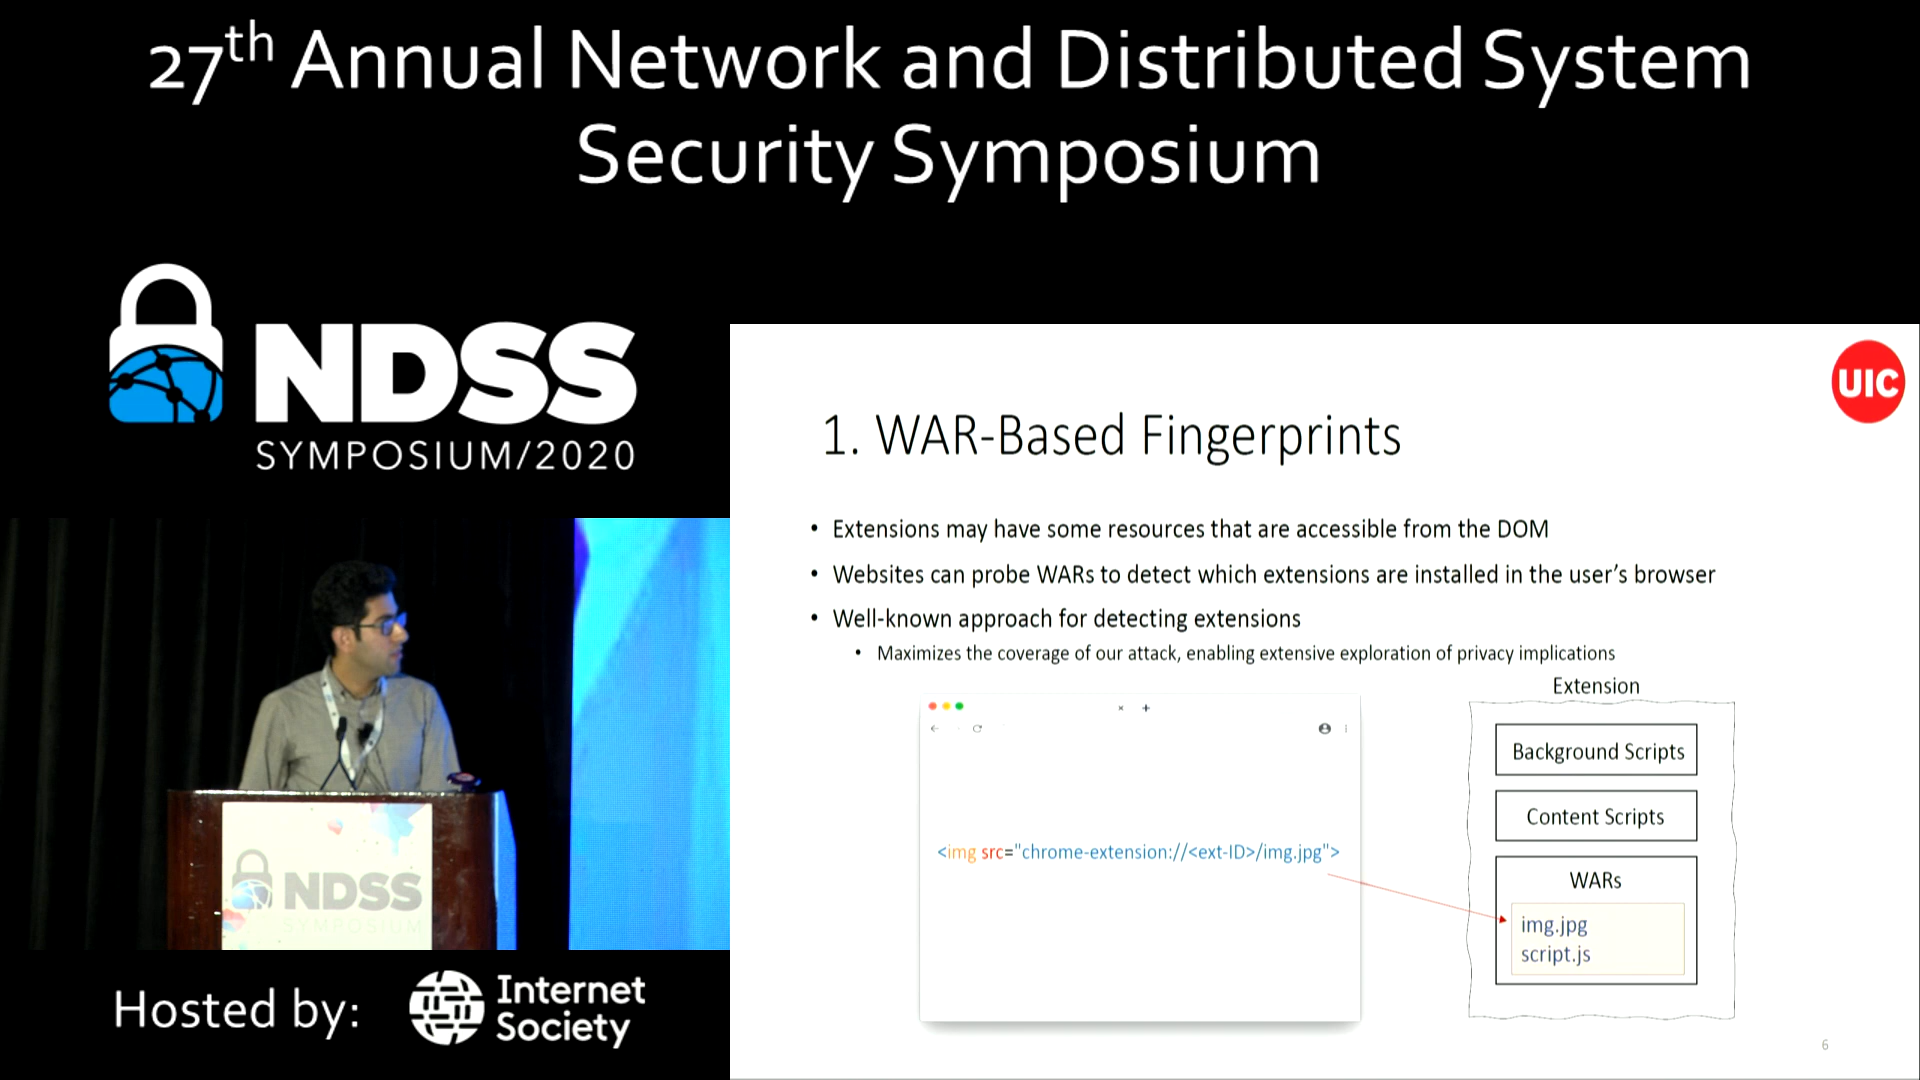 27th Annual Network and Distributed System
Security Symposium
NDSS
SYMPOSIUM/2020
UIC
1. WAR-Based Fingerprints
• Extensions may have some resources that are accessible from the DOM
• Websites can probe WARs to detect which extensions are installed in the user’s browser
• Well-known approach for detecting extensions
• Maximizes the coverage of our attack, enabling extensive exploration of privacy implications
Extension
Background Scripts
Content Scripts
<img src="chrome-extension://<ext-ID>/img.jpg">
WARs
img.jpg
script.js
NDSS
SYMPOSIUM
Hosted by:
Internet
Society
6